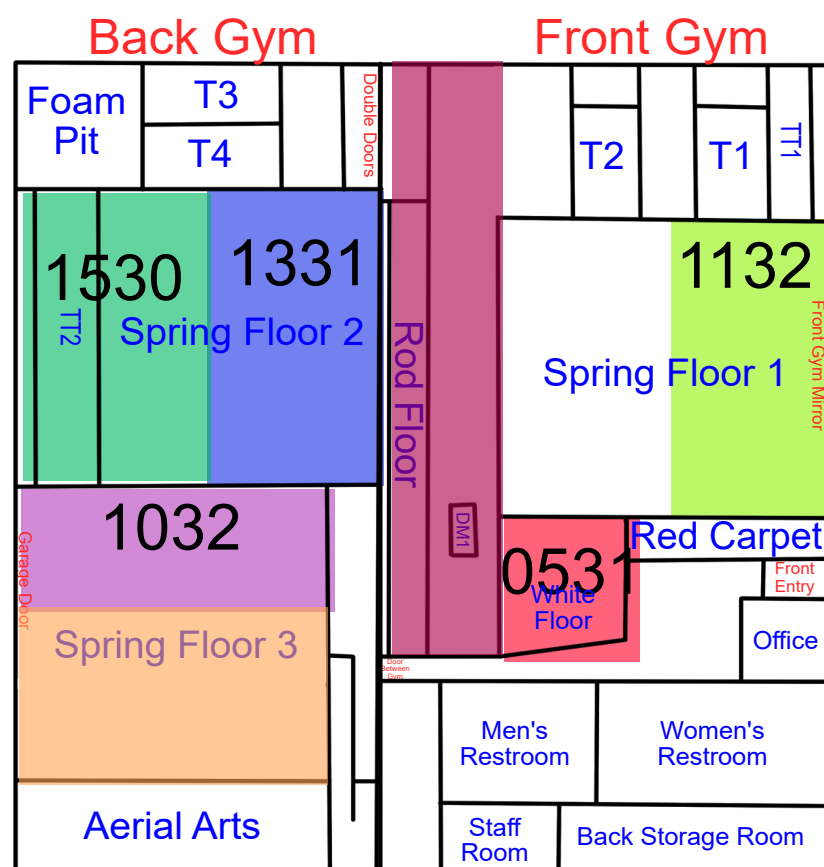 Back Gym
Front Gym
Foam
Pit
T3
T4
Double Doors
T2
T1
TT1
1530
1331
1132
TT2
Spring Floor 2
Rod Floor
Spring Floor 1
Front Gym Mirror
1032
Garage Door
DM1
0531
White
Floor
Red Carpet
Front
Entry
Spring Floor 3
Door
Between
Gym
Office
Men's
Restroom
Women's
Restroom
Aerial Arts
Staff
Room
Back Storage Room